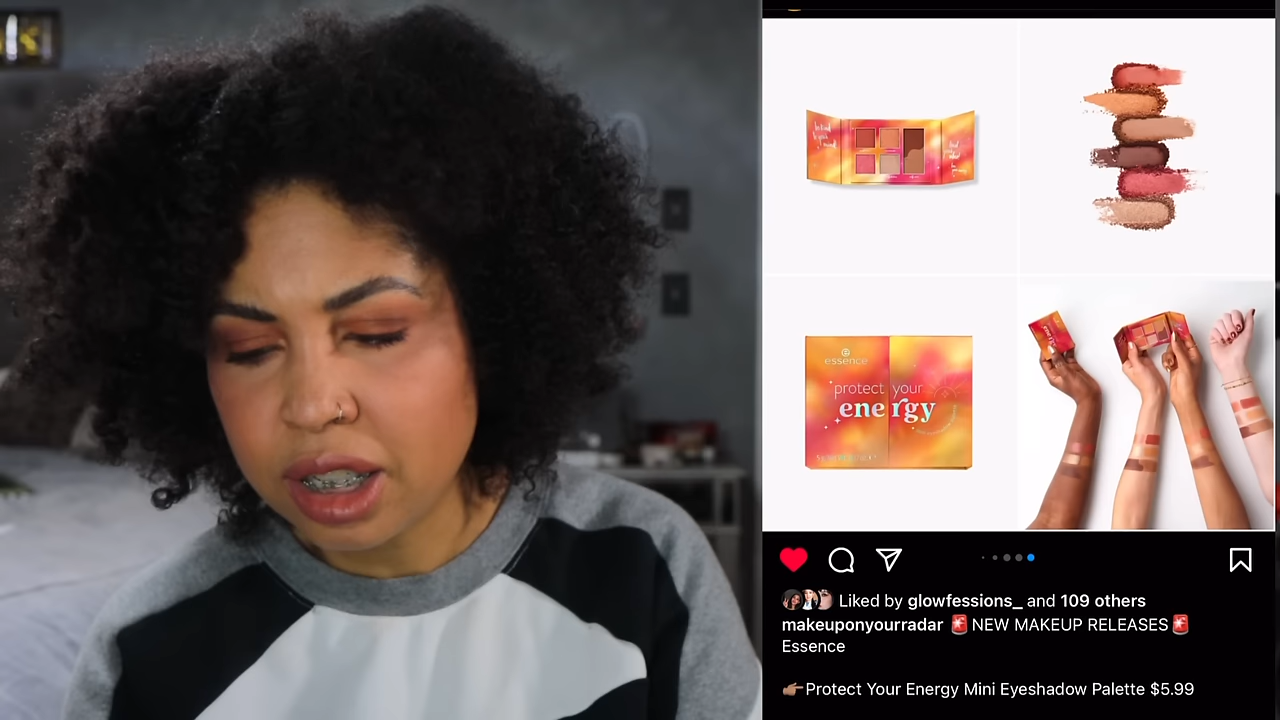 essence
protect your
energy
Liked by glowfessions_ and 109 others
makeuponyourradar 🚨NEW MAKEUP RELEASES🚨
Essence
👉🏽Protect Your Energy Mini Eyeshadow Palette $5.99